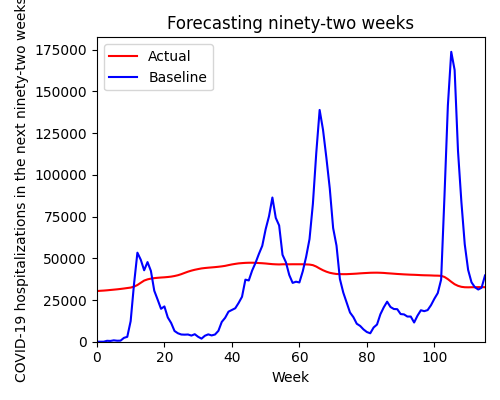 Forecasting ninety-two weeks
COVID-19 hospitalizations in the next ninety-two weeks
175000
150000
125000
100000
75000
50000
25000
0
Actual
Baseline
0 20 40 60 80 100
Week